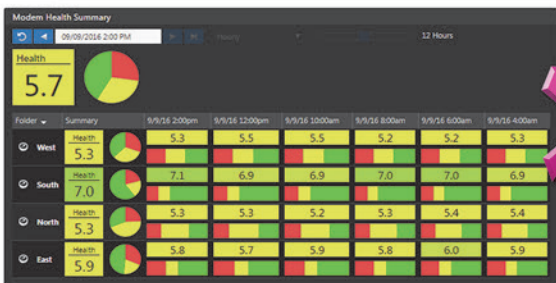 Modem Health Summary
09/09/2016 2:00 PM Hourly 12 Hours
Health
5.7
Folder Summary 9/9/16 2:00pm 9/9/16 12:00pm 9/9/16 10:00am 9/9/16 8:00am 9/9/16 6:00am 9/9/16 4:00am
West Health 5.3 5.3 5.5 5.5 5.2 5.2 5.3
South Health 7.0 7.1 6.9 6.9 7.0 7.0 6.9
North Health 5.3 5.3 5.3 5.2 5.3 5.4 5.4
East Health 5.9 5.8 5.7 5.9 5.8 6.0 5.9